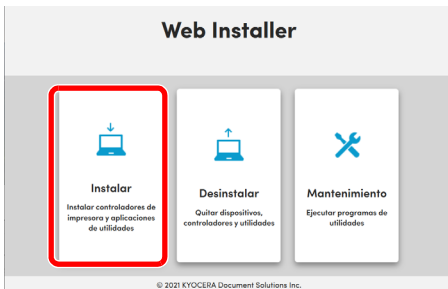 Web Installer
Instalar
Instalar controladores de
impresora y aplicaciones
de utilidades
Desinstalar
Quitar dispositivos,
controladores y utilidades
Mantenimiento
Ejecutar programas de
utilidades
© 2021 KYOCERA Document Solutions Inc.